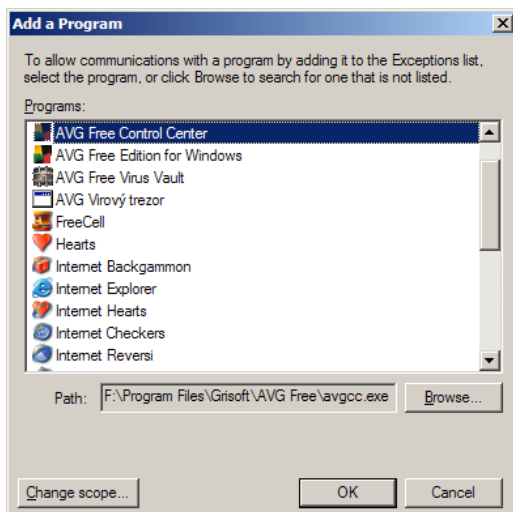 Add a Program
To allow communications with a program by adding it to the Exceptions list,
select the program, or click Browse to search for one that is not listed.
Programs:
AVG Free Control Center
AVG Free Edition for Windows
AVG Free Virus Vault
AVG Virový trezor
FreeCell
Hearts
Internet Backgammon
Internet Explorer
Internet Hearts
Internet Checkers
Internet Reversi
Path: F:\Program Files\Grisoft\AVG Free\avgcc.exe Browse...
Change scope... OK Cancel